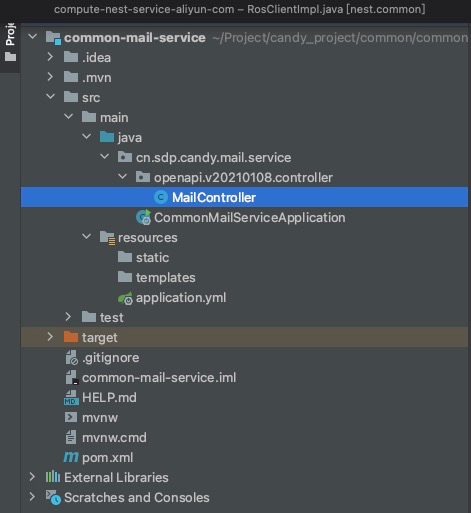 compute-nest-service-aliyun-com – RosClientImpl.java [nest.common]
Proj
common-mail-service ~/Project/candy_project/common/common
.idea
.mvn
src
main
java
cn.sdp.candy.mail.service
openapi.v20210108.controller
C MailController
CommonMailServiceApplication
resources
static
templates
application.yml
test
target
.gitignore
common-mail-service.iml
MD HELP.md
mvnw
mvnw.cmd
m pom.xml
External Libraries
Scratches and Consoles